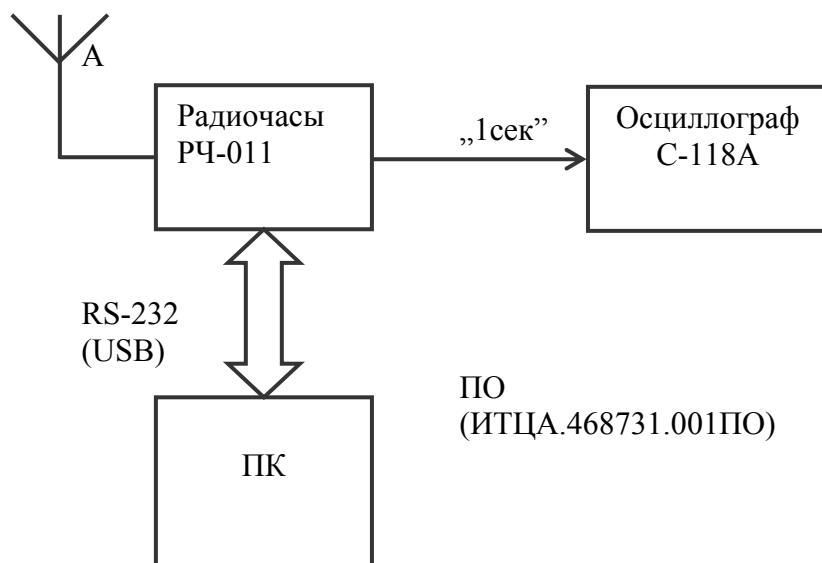 А
Радиочасы
РЧ-011
„1сек”
Осциллограф
С-118А
RS-232
(USB)
ПО
(ИТЦА.468731.001ПО)
ПК